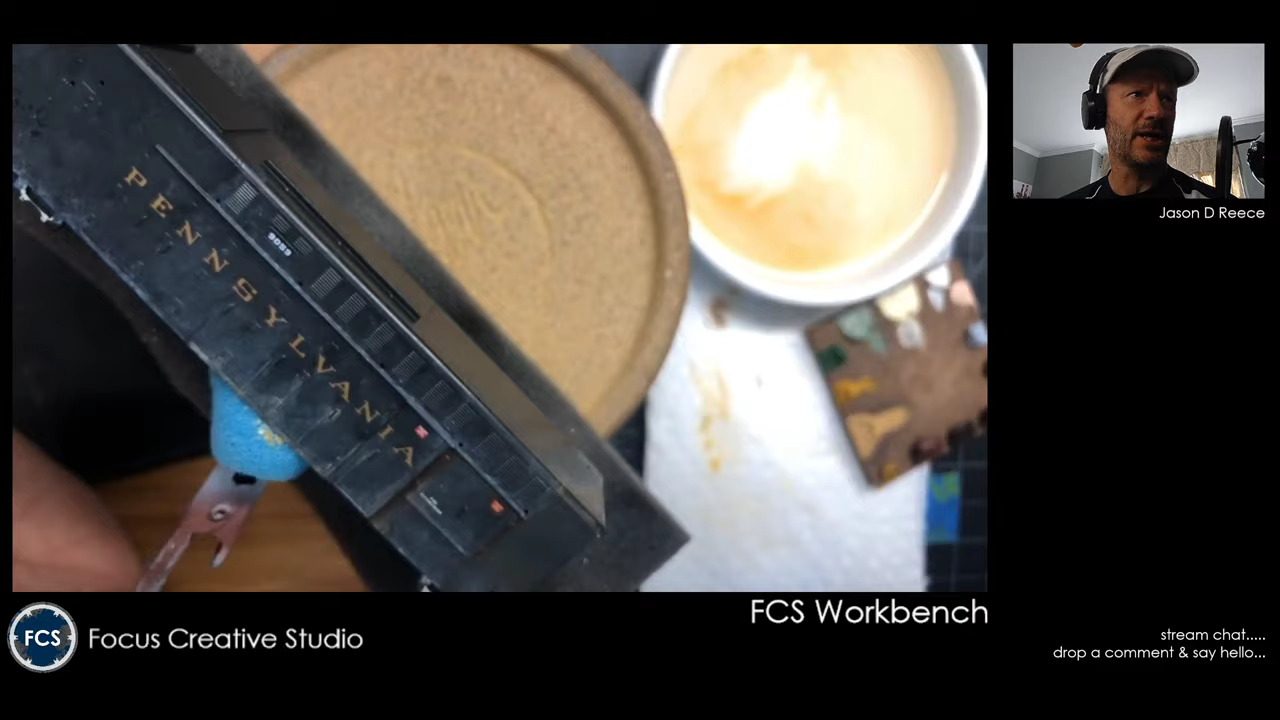 PENNSYLVANIA
Jason D Reece
FCS Workbench
FCS
Focus Creative Studio
stream chat.....
drop a comment & say hello...